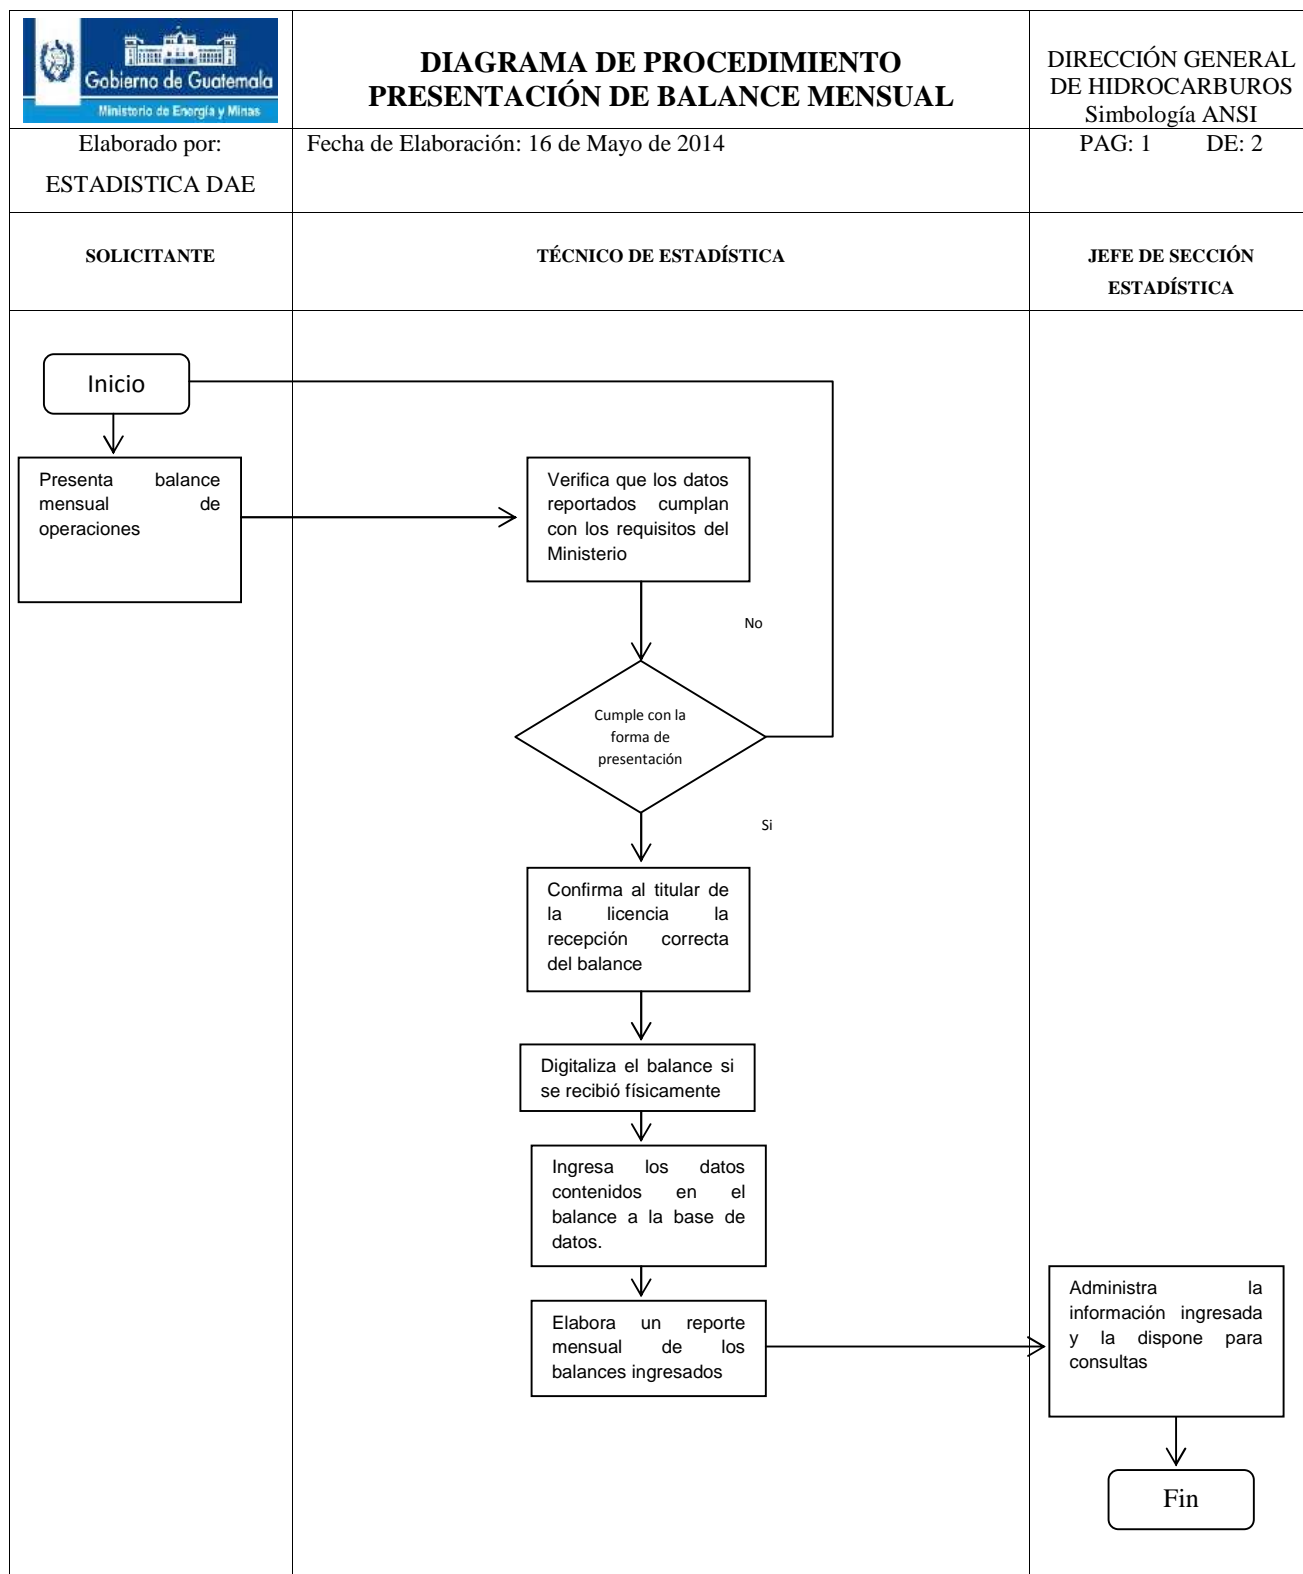 Gobierno de Guatemala
Ministerio de Energía y Minas
DIAGRAMA DE PROCEDIMIENTO
PRESENTACIÓN DE BALANCE MENSUAL
DIRECCIÓN GENERAL
DE HIDROCARBUROS
Simbología ANSI
Elaborado por:
ESTADISTICA DAE
Fecha de Elaboración: 16 de Mayo de 2014
PAG: 1 DE: 2
SOLICITANTE
TÉCNICO DE ESTADÍSTICA
JEFE DE SECCIÓN
ESTADÍSTICA
Inicio
Presenta balance
mensual de
operaciones
Verifica que los datos
reportados cumplan
con los requisitos del
Ministerio
No
Cumple con la
forma de
presentación
Si
Confirma al titular de
la licencia la
recepción correcta
del balance
Digitaliza el balance si
se recibió físicamente
Ingresa los datos
contenidos en el
balance a la base de
datos.
Elabora un reporte
mensual de los
balances ingresados
Administra la
información ingresada
y la dispone para
consultas
Fin